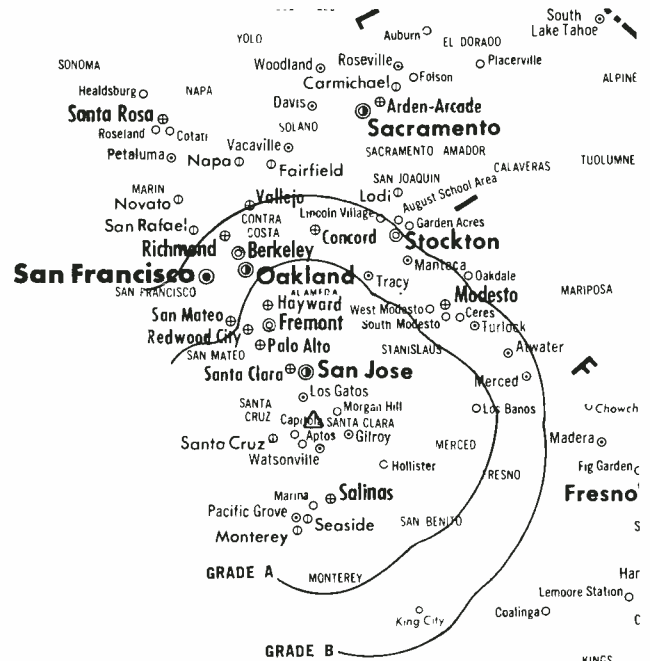 South
Lake Tahoe
Auburn
EL DORADO
YOLO
Placerville
Woodland
Roseville
SONOMA
Folson
ALPINE
Carmichael
Healdsburg
NAPA
Davis
Arden-Arcade
Santa Rosa
Sacramento
Roseland
Cotati
SOLANO
Vacaville
Petaluma
SACRAMENTO
AMADOR
Napa
Fairfield
TUOLUMNE
CALAVERAS
SAN JOAQUIN
MARIN
Novato
Vallejo
Lodi
August School Area
CONTRA
COSTA
Lincoln Village
Garden Acres
San Rafael
Concord
Stockton
Richmond
Berkeley
Manteca
San Francisco
Oakland
Tracy
Oakdale
SAN FRANCISCO
ALAMEDA
MARIPOSA
Modesto
Hayward
West Modesto
Ceres
San Mateo
Fremont
South Modesto
Turlock
Redwood City
SAN MATEO
Palo Alto
STANISLAUS
Atwater
Santa Clara
San Jose
Merced
Los Gatos
SANTA
CRUZ
Morgan Hill
Los Banos
Chowch
Capitola
SANTA CLARA
Santa Cruz
Aptos
Gilroy
MERCED
Madera
Watsonville
Hollister
Fig Garden
FRESNO
Marina
Salinas
Fresno
Pacific Grove
Seaside
SAN BENITO
S
Monterey
GRADE A
MONTEREY
Har
Lemoore Station
King City
Coalinga
C
GRADE B
KINGS